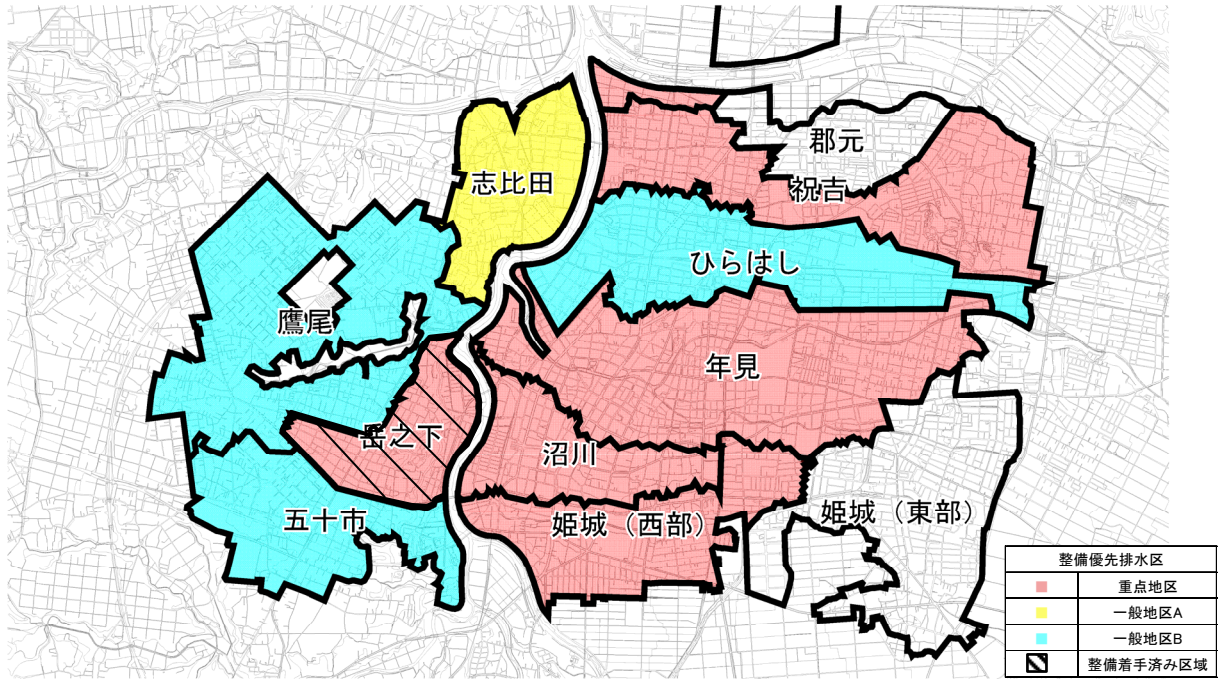 郡元
志比田
祝吉
ひらはし
鷹尾
年見
岳之下
沼川
五十市
姫城（西部）
姫城（東部）
整備優先排水区
重点地区
一般地区A
一般地区B
整備着手済み区域